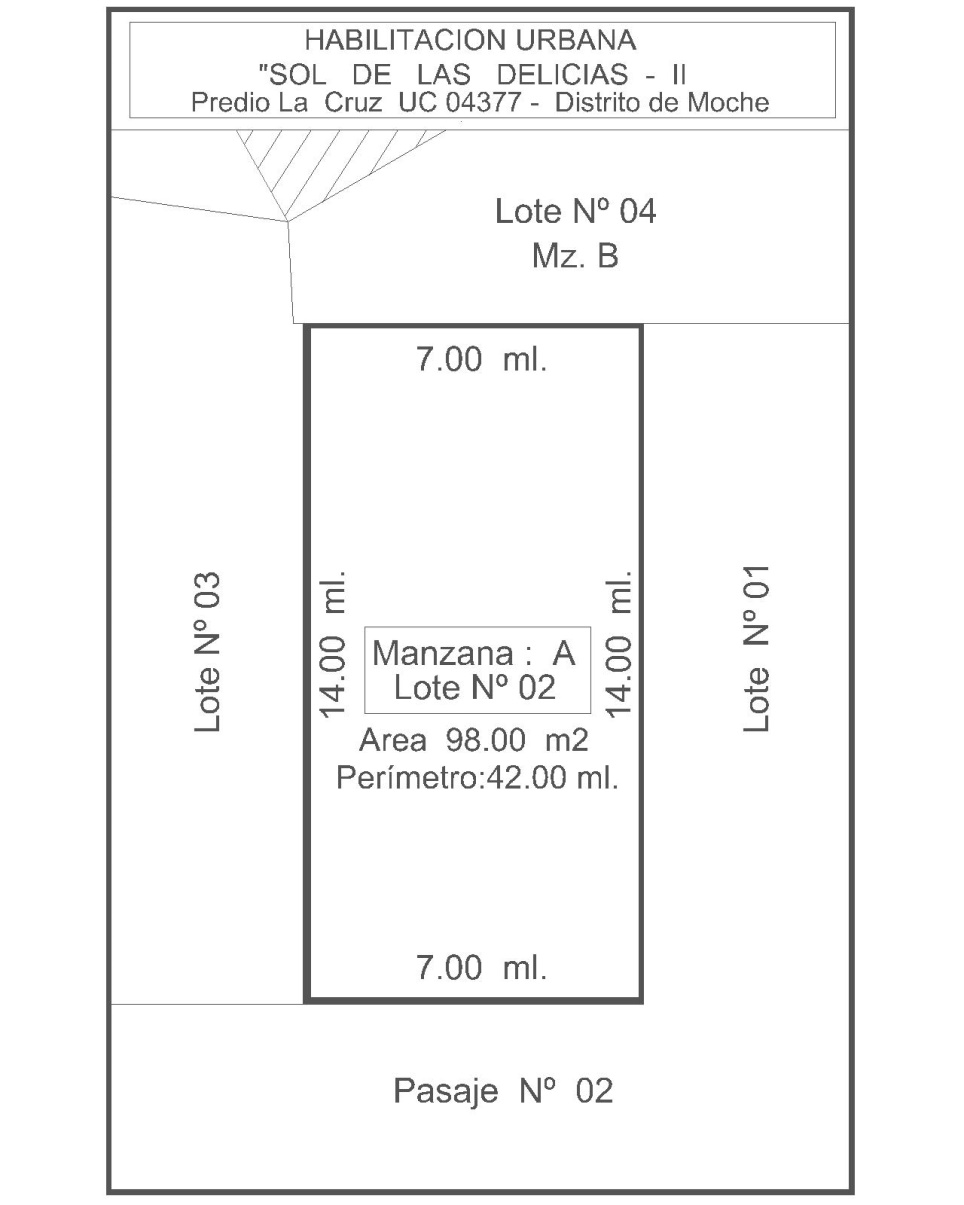 HABILITACION URBANA
"SOL DE LAS DELICIAS - II
Predio La Cruz UC 04377 - Distrito de Moche
Lote Nº 04
Mz. B
7.00 ml.
Lote Nº 03
14.00 ml.
Manzana : A
Lote Nº 02
Area 98.00 m2
Perímetro:42.00 ml.
14.00 ml.
Lote Nº 01
7.00 ml.
Pasaje Nº 02